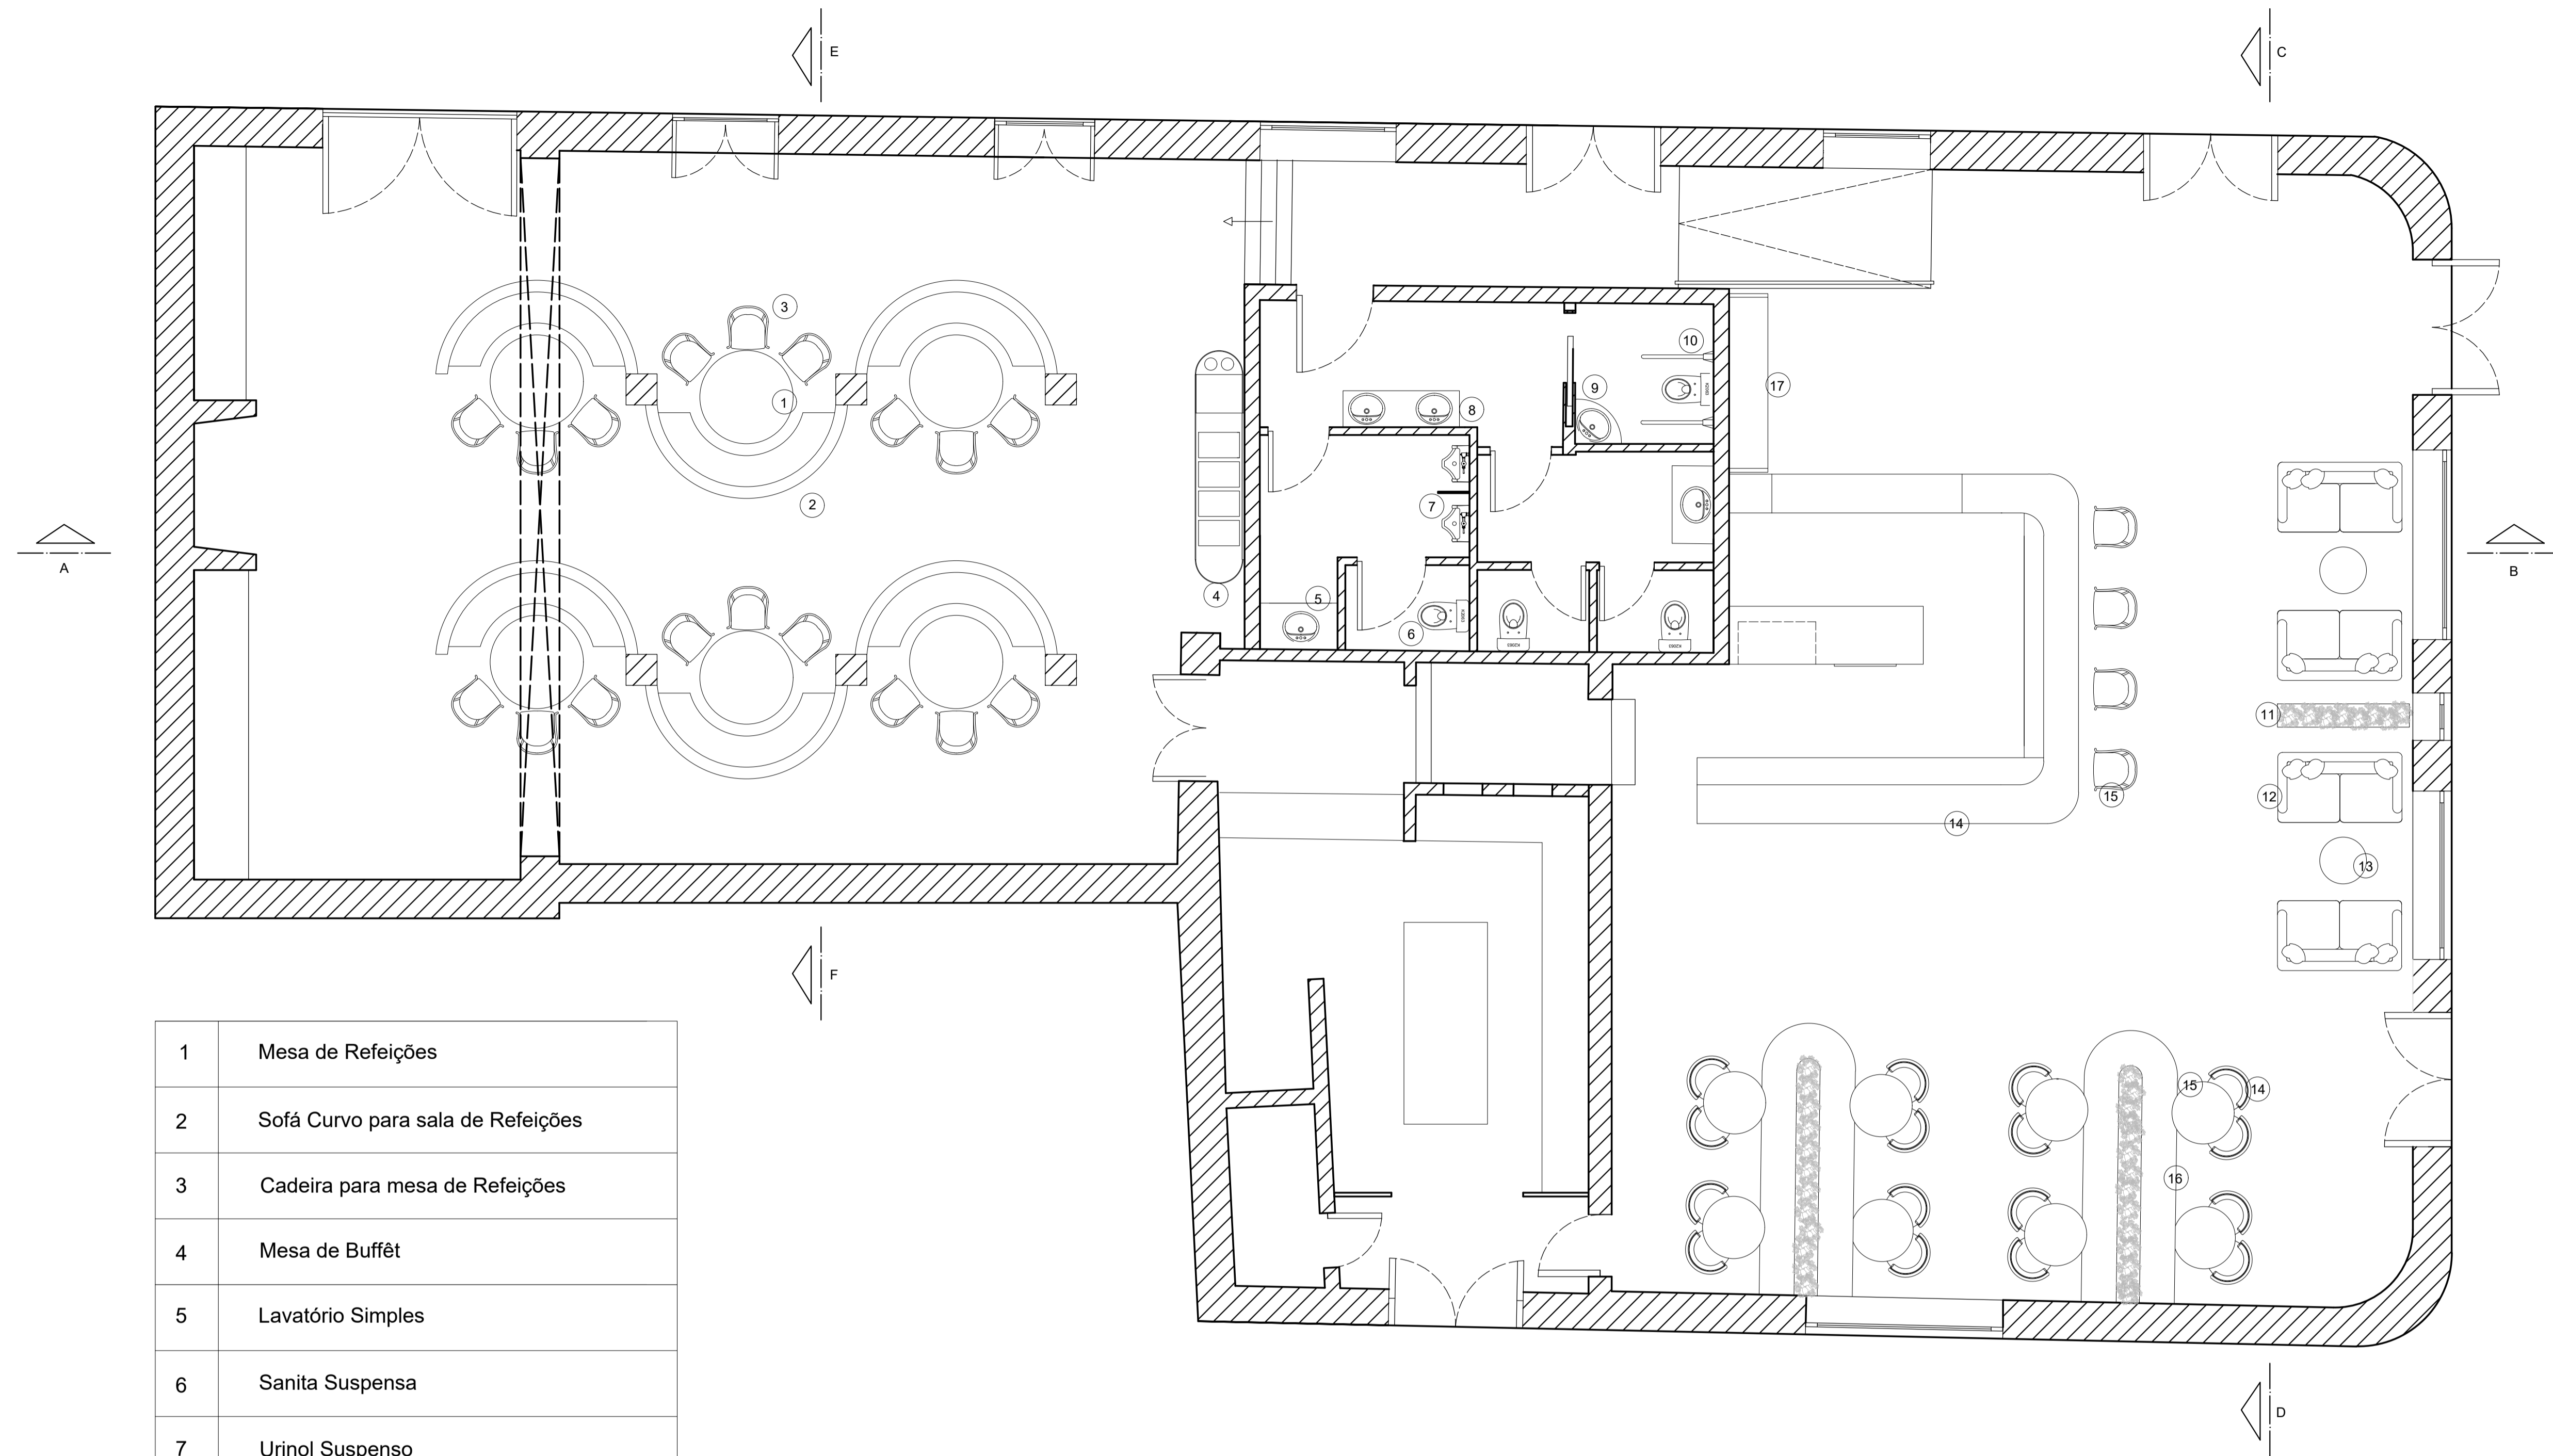 E
C
3
10
9
17
1
8
2
7
A
B
4
5
6
11
12
15
14
13
F
15
14
16
D
1 Mesa de Refeições
2 Sofá Curvo para sala de Refeições
3 Cadeira para mesa de Refeições
4 Mesa de Buffêt
5 Lavatório Simples
6 Sanita Suspensa
7 Urinol Suspenso